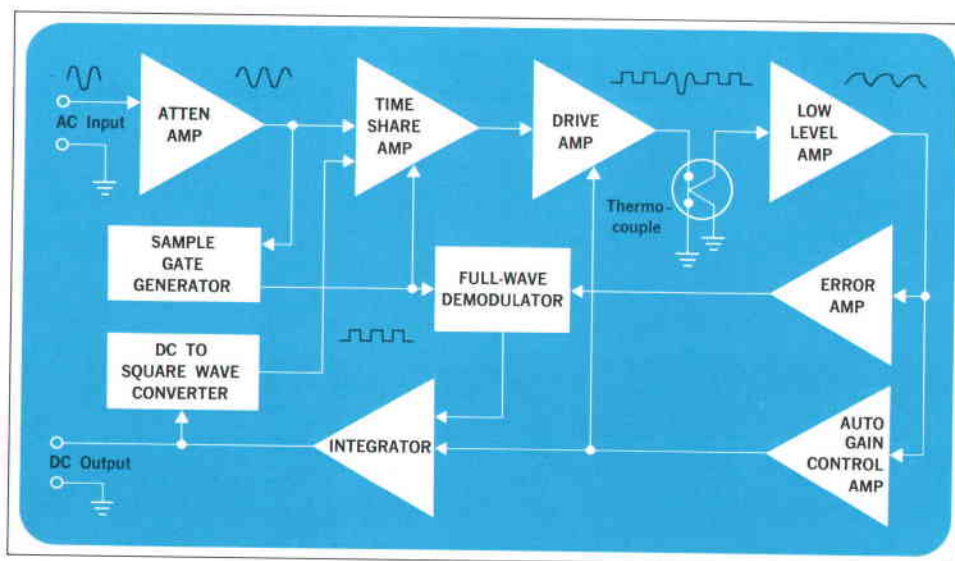 AC Input
ATTEN
AMP
TIME
SHARE
AMP
DRIVE
AMP
LOW
LEVEL
AMP
Thermo-
couple
SAMPLE
GATE
GENERATOR
FULL-WAVE
DEMODULATOR
ERROR
AMP
DC TO
SQUARE WAVE
CONVERTER
DC Output
INTEGRATOR
AUTO
GAIN
CONTROL
AMP